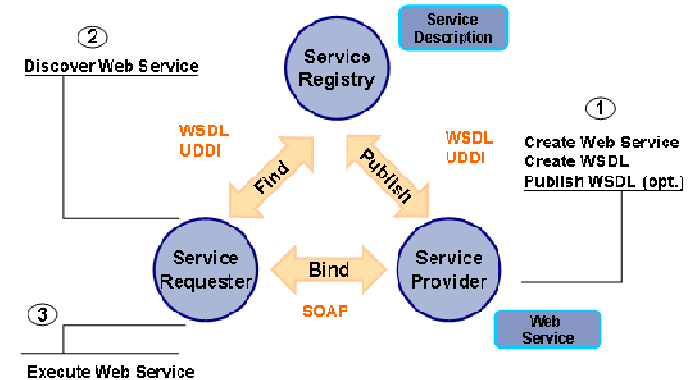 2
Discover Web Service
Service
Description
Service
Registry
1
Create Web Service
Create WSDL
Publish WSDL (opt.)
WSDL
UDDI
WSDL
UDDI
Find
Publish
Service
Requester
Bind
Service
Provider
SOAP
3
Execute Web Service
Web
Service